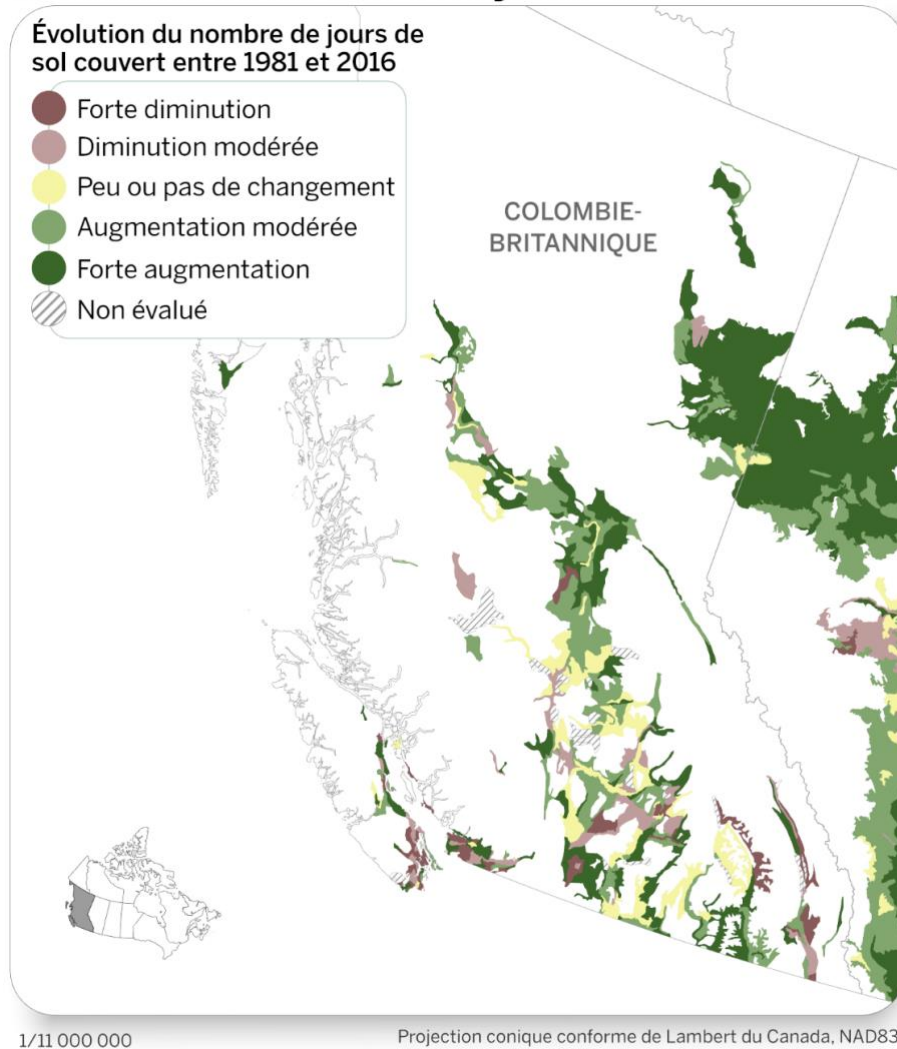 Évolution du nombre de jours de
sol couvert entre 1981 et 2016
Forte diminution
Diminution modérée
Peu ou pas de changement
Augmentation modérée
Forte augmentation
Non évalué
COLOMBIE-
BRITANNIQUE
1/11 000 000
Projection conique conforme de Lambert du Canada, NAD83